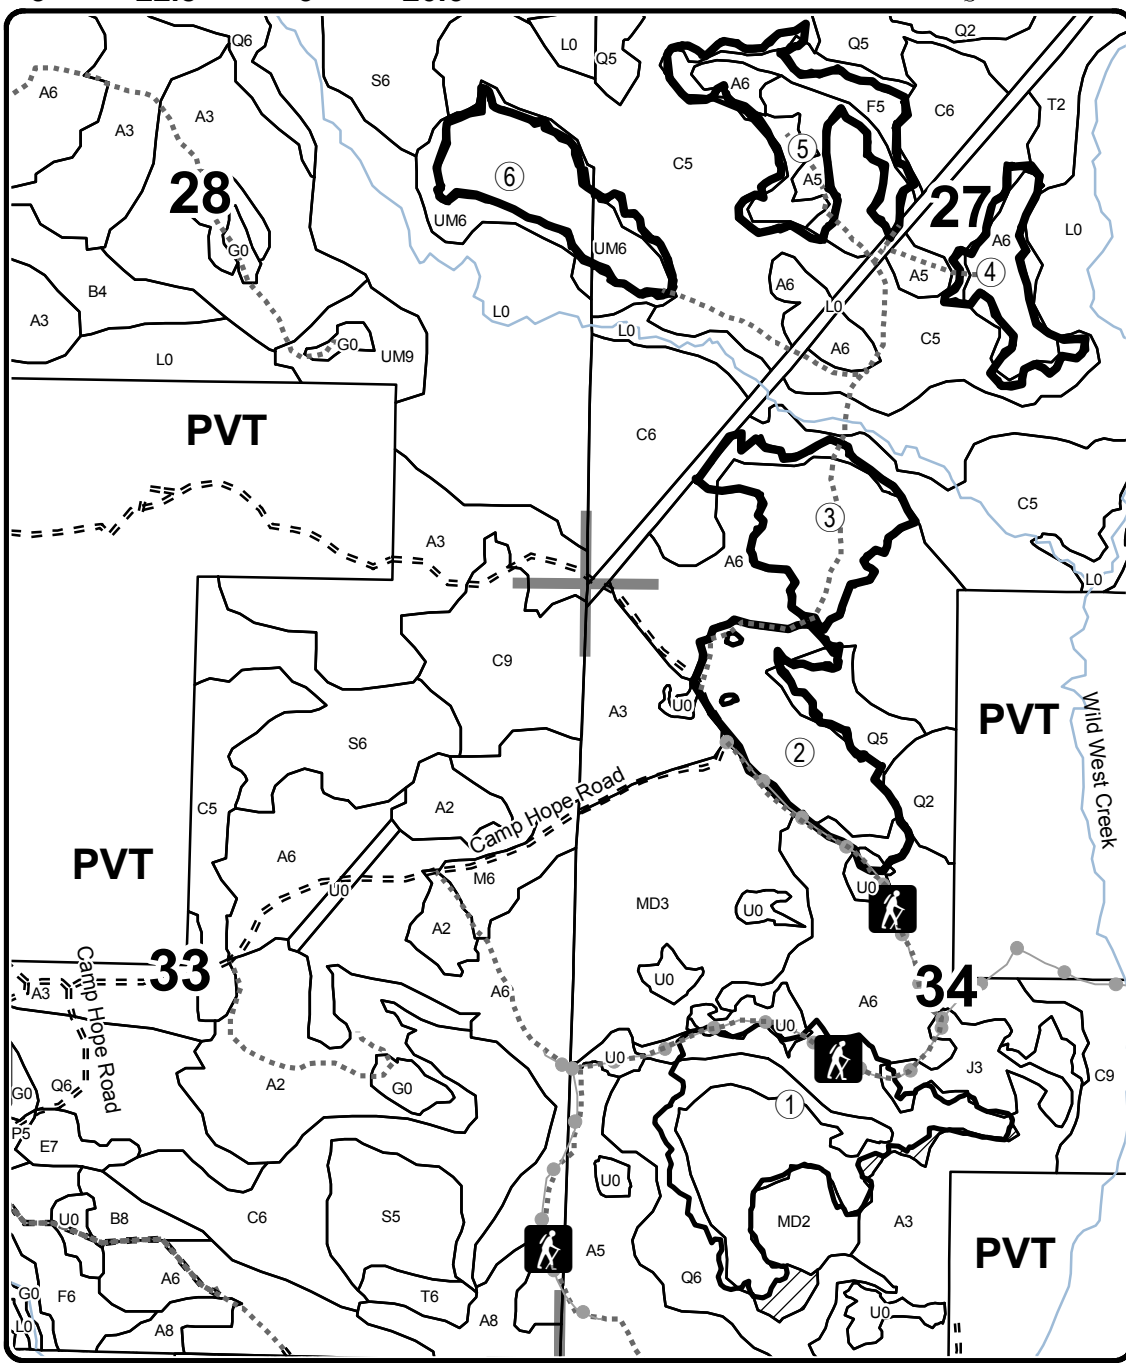 Q6
L0
Q5
Q5
Q2
A6
S6
A6
F5
C6
T2
A3
A3
C5
5
6
A5
28
27
UM6
UM6
A6
L0
G0
A5
4
B4
A6
A3
L0
L0
L0
G0
UM9
L0
A6
C5
PVT
C6
C5
3
A3
A6
L0
C9
U0
A3
PVT
Wild West Creek
S6
Q5
2
C5
A2
Camp Hope Road
Q2
A6
PVT
M6
U0
U0
MD3
U0
A2
33
U0
34
A3
A6
A6
Camp Hope Road
U0
U0
G0
Q6
A2
G0
J3
C9
1
P5
E7
U0
U0
B8
C6
S5
MD2
A3
A5
PVT
A6
Q6
G0
F6
T6
U0
L0
A8
A8